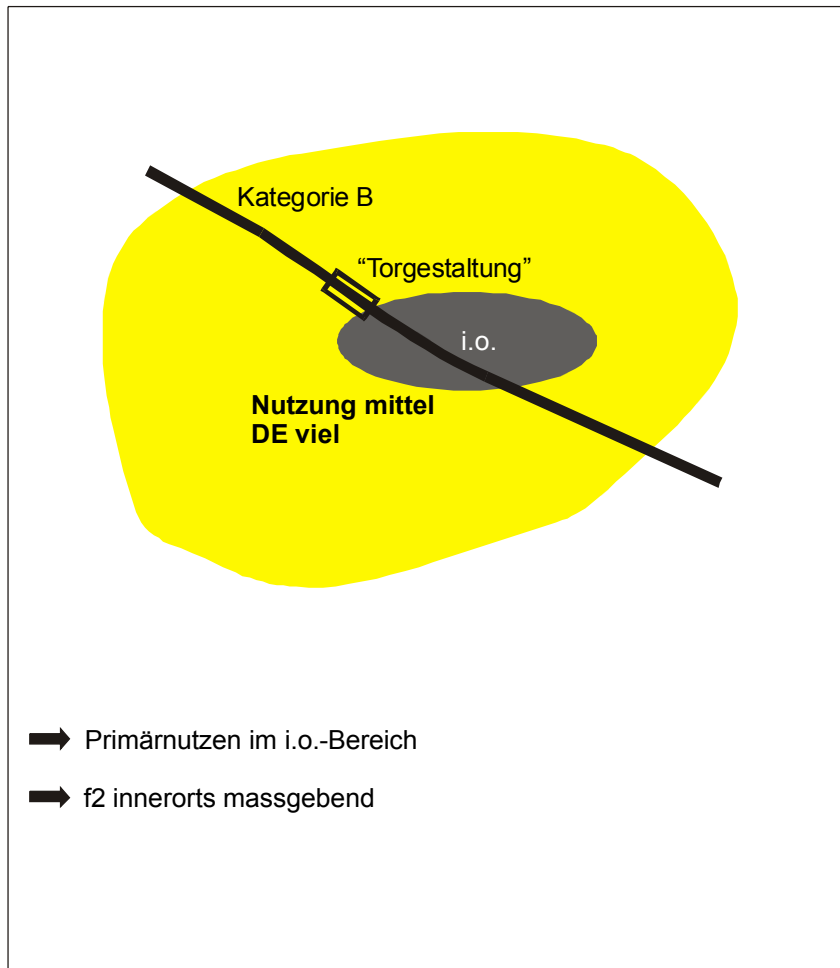 Kategorie B
“Torgestaltung”
i.o.
Nutzung mittel
DE viel
Primärnutzen im i.o.-Bereich
f2 innerorts massgebend